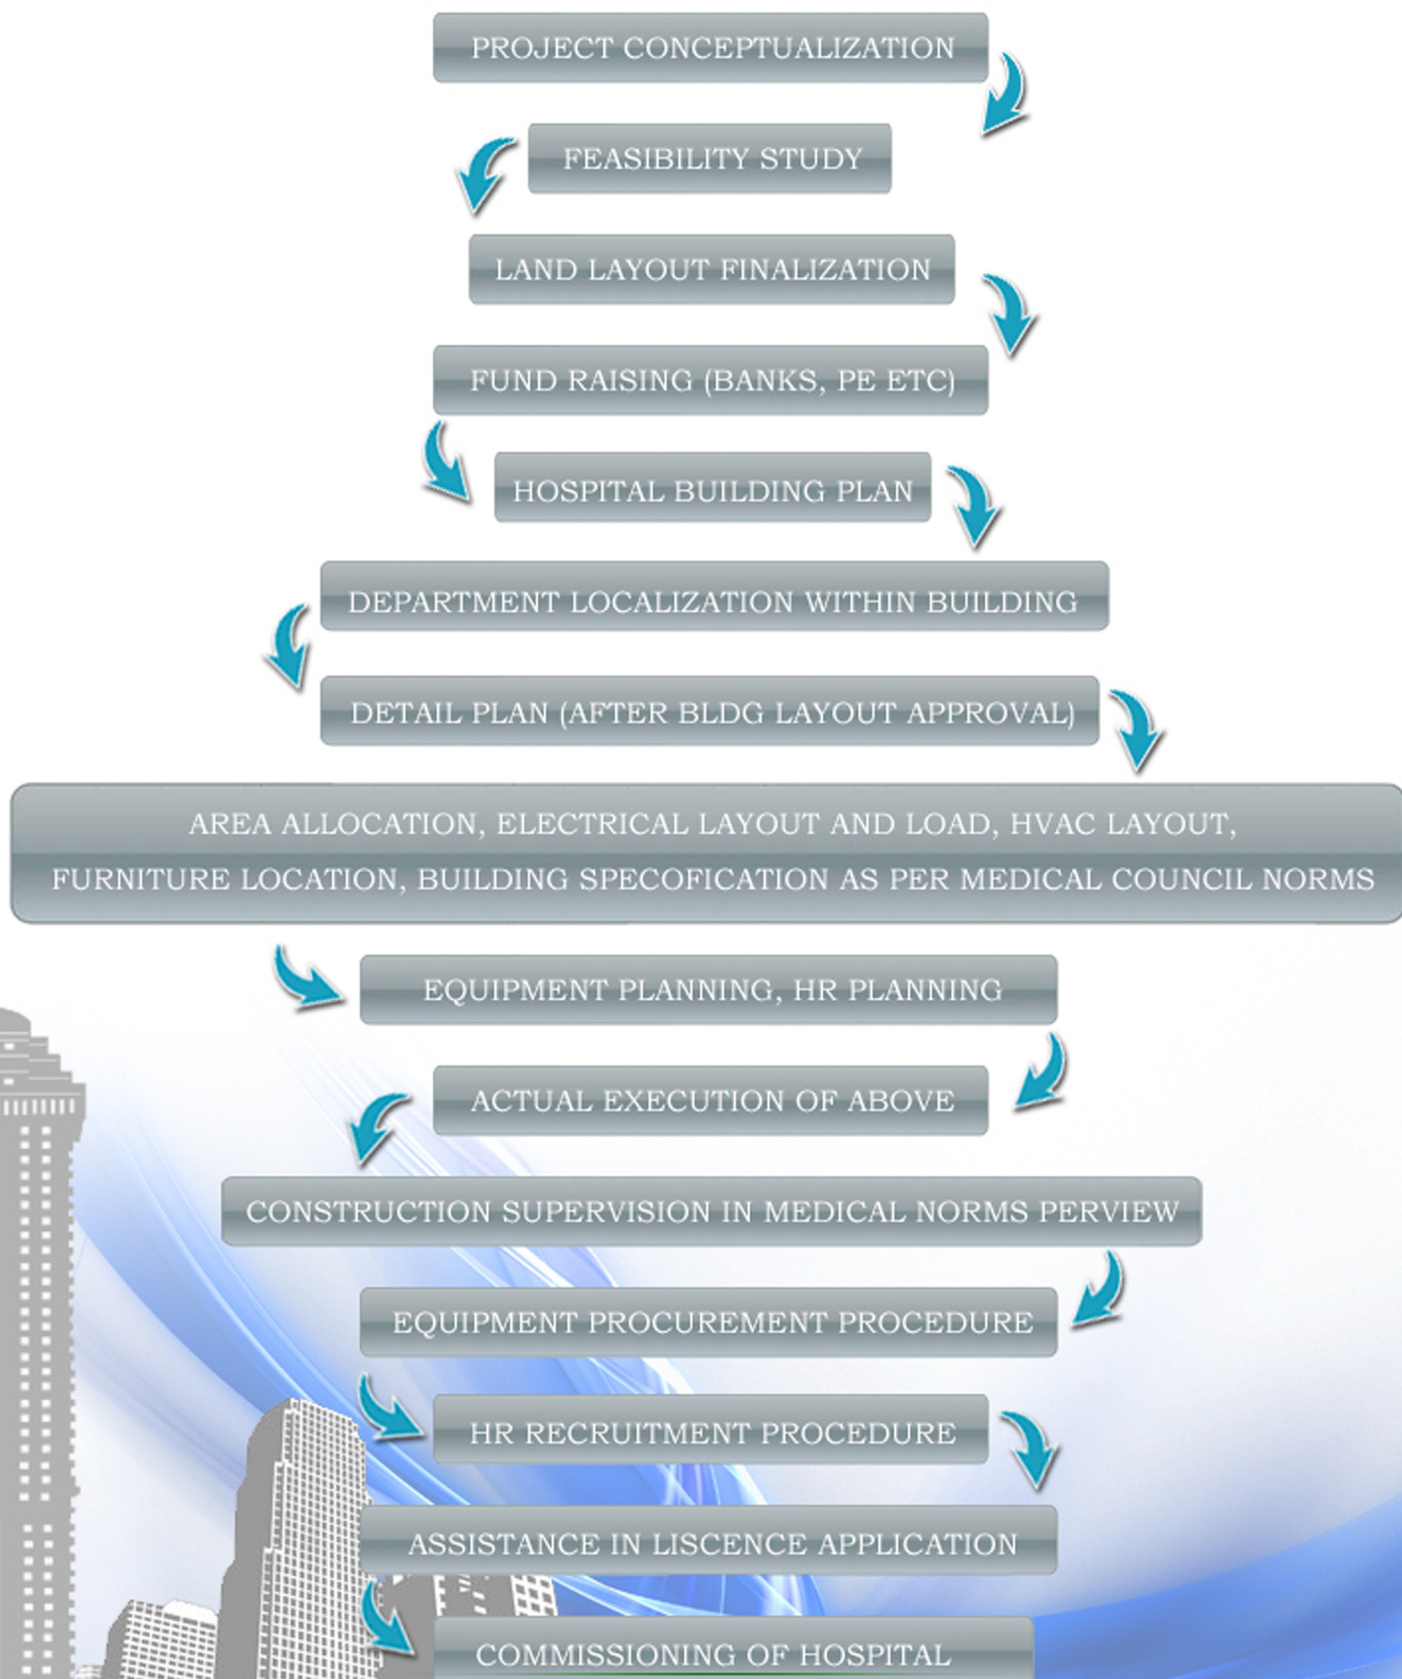 PROJECT CONCEPTUALIZATION
FEASIBILITY STUDY
LAND LAYOUT FINALIZATION
FUND RAISING (BANKS, PE ETC)
HOSPITAL BUILDING PLAN
DEPARTMENT LOCALIZATION WITHIN BUILDING
DETAIL PLAN (AFTER BLDG LAYOUT APPROVAL)
AREA ALLOCATION, ELECTRICAL LAYOUT AND LOAD, HVAC LAYOUT,
FURNITURE LOCATION, BUILDING SPECOFICATION AS PER MEDICAL COUNCIL NORMS
EQUIPMENT PLANNING, HR PLANNING
ACTUAL EXECUTION OF ABOVE
CONSTRUCTION SUPERVISION IN MEDICAL NORMS PERVIEW
EQUIPMENT PROCUREMENT PROCEDURE
HR RECRUITMENT PROCEDURE
ASSISTANCE IN LISCENCE APPLICATION
COMMISSIONING OF HOSPITAL